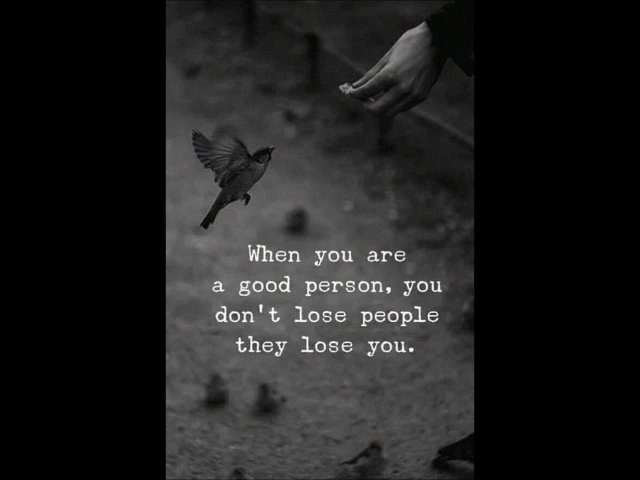 When you are
a good person, you
don't lose people
they lose you.